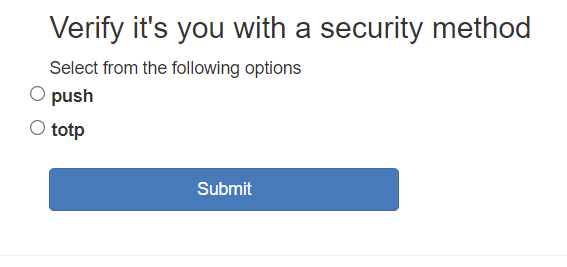 Verify it's you with a security method
Select from the following options
push
totp
Submit